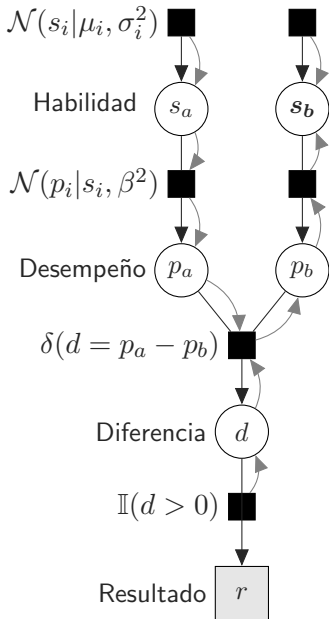 𝒩(sᵢ|μᵢ, σᵢ²)
Habilidad sₐ s_b
𝒩(pᵢ|sᵢ, β²)
Desempeño pₐ p_b
δ(d = pₐ − p_b)
Diferencia d
𝕀(d > 0)
Resultado r